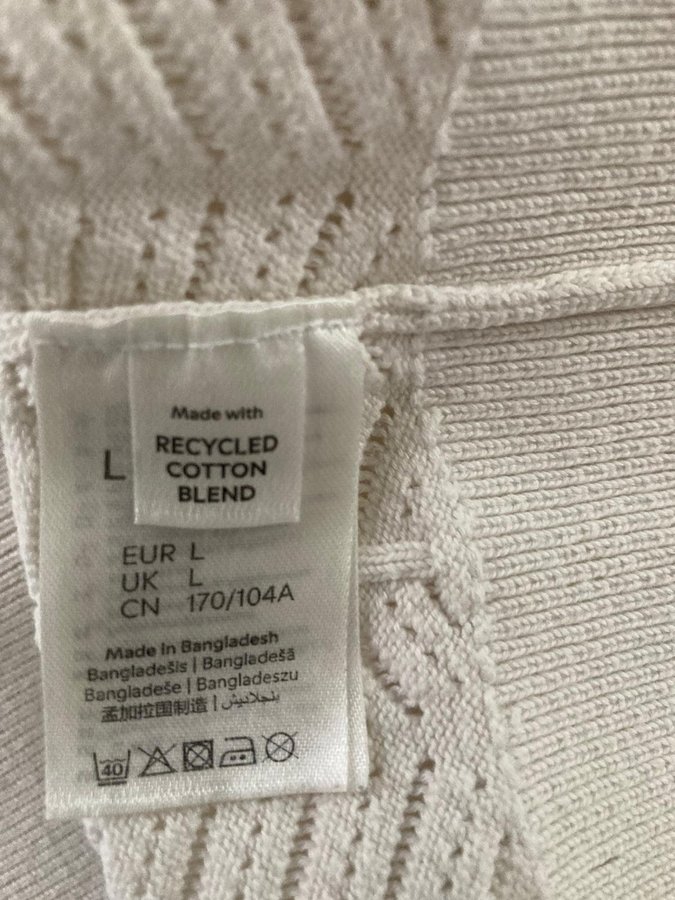 Made with
RECYCLED
COTTON
BLEND
L
EUR L
UK L
CN 170/104A
Made In Bangladesh
Bangladešis | Bangladešā
Bangladeše | Bangladeszu
孟加拉国制造 | بنجلاديش
40